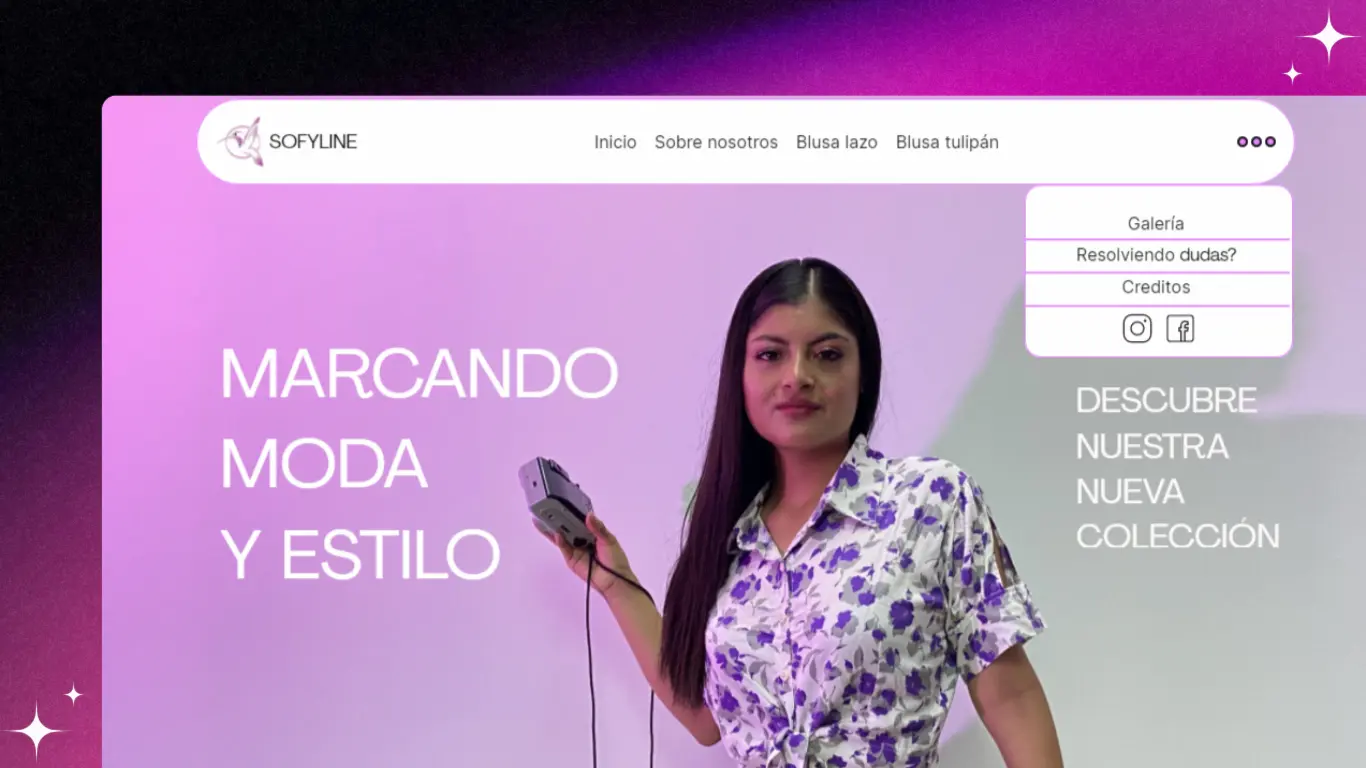 SOFYLINE
Inicio Sobre nosotros Blusa lazo Blusa tulipán
Galería
Resolviendo dudas?
Creditos
MARCANDO
MODA
Y ESTILO
DESCUBRE
NUESTRA
NUEVA
COLECCIÓN